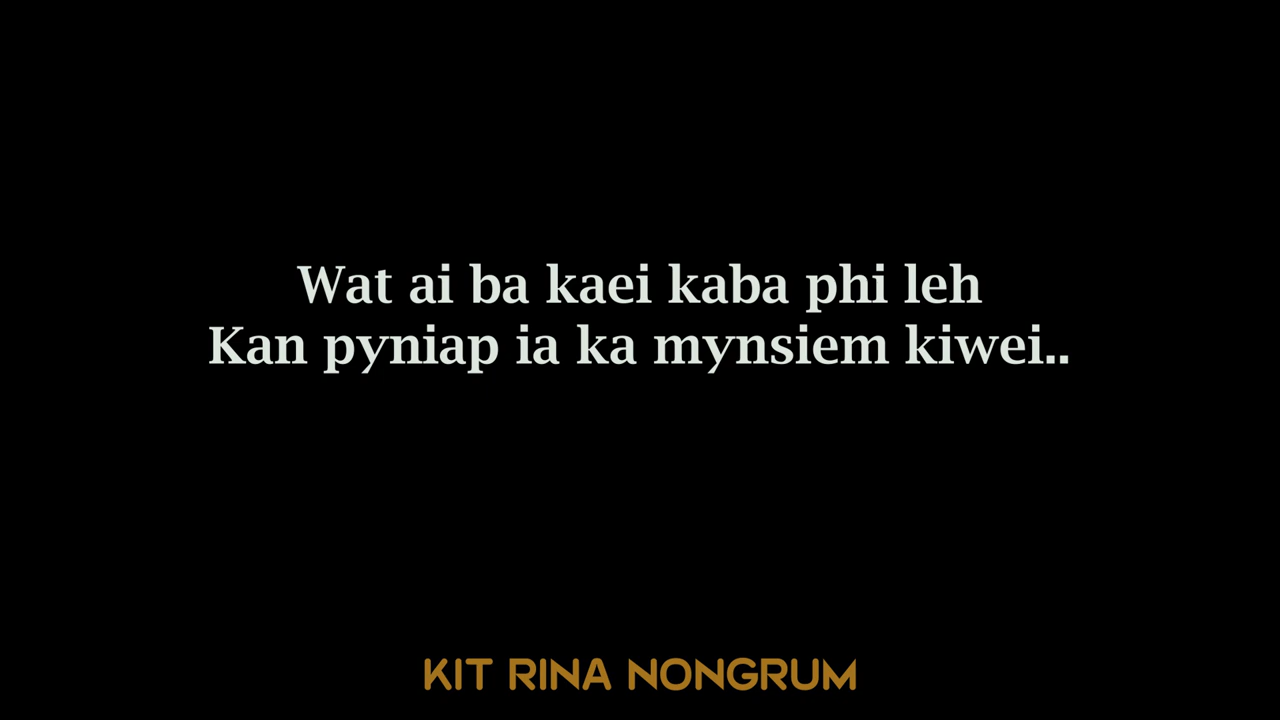 Wat ai ba kaei kaba phi leh
Kan pyniap ia ka mynsiem kiwei..
KIT RINA NONGRUM